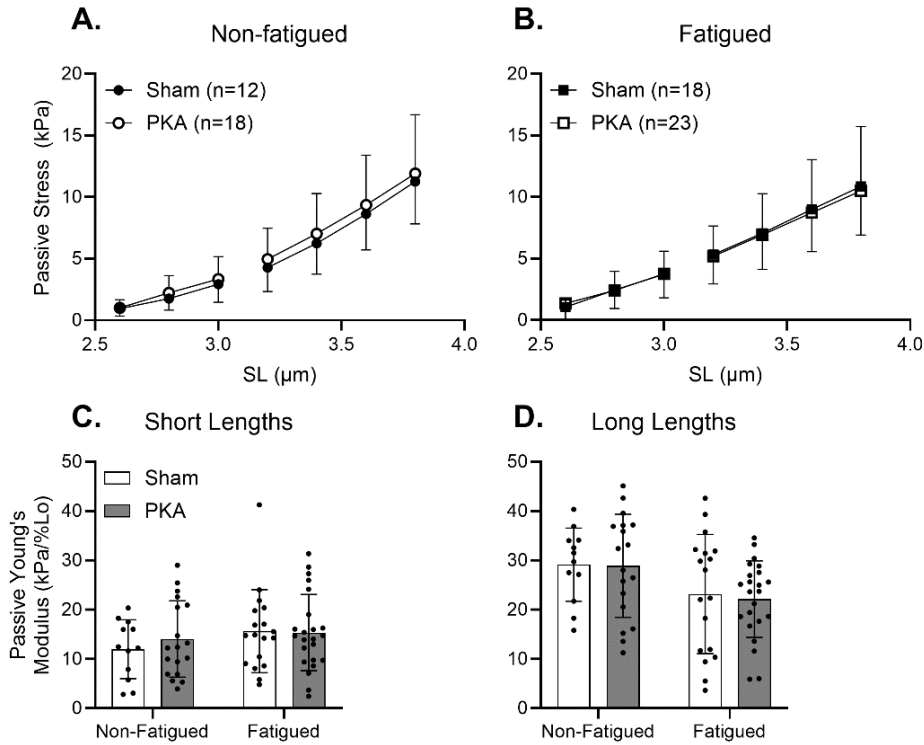 A.
Non-fatigued
Sham (n=12)
PKA (n=18)
Passive Stress (kPa)
20
15
10
5
0
2.5
3.0
3.5
4.0
SL (µm)
B.
Fatigued
Sham (n=18)
PKA (n=23)
20
15
10
5
0
2.5
3.0
3.5
4.0
SL (µm)
C.
Short Lengths
Sham
PKA
Passive Young's
Modulus (kPa/%Lo)
50
40
30
20
10
0
Non-Fatigued
Fatigued
D.
Long Lengths
50
40
30
20
10
0
Non-Fatigued
Fatigued